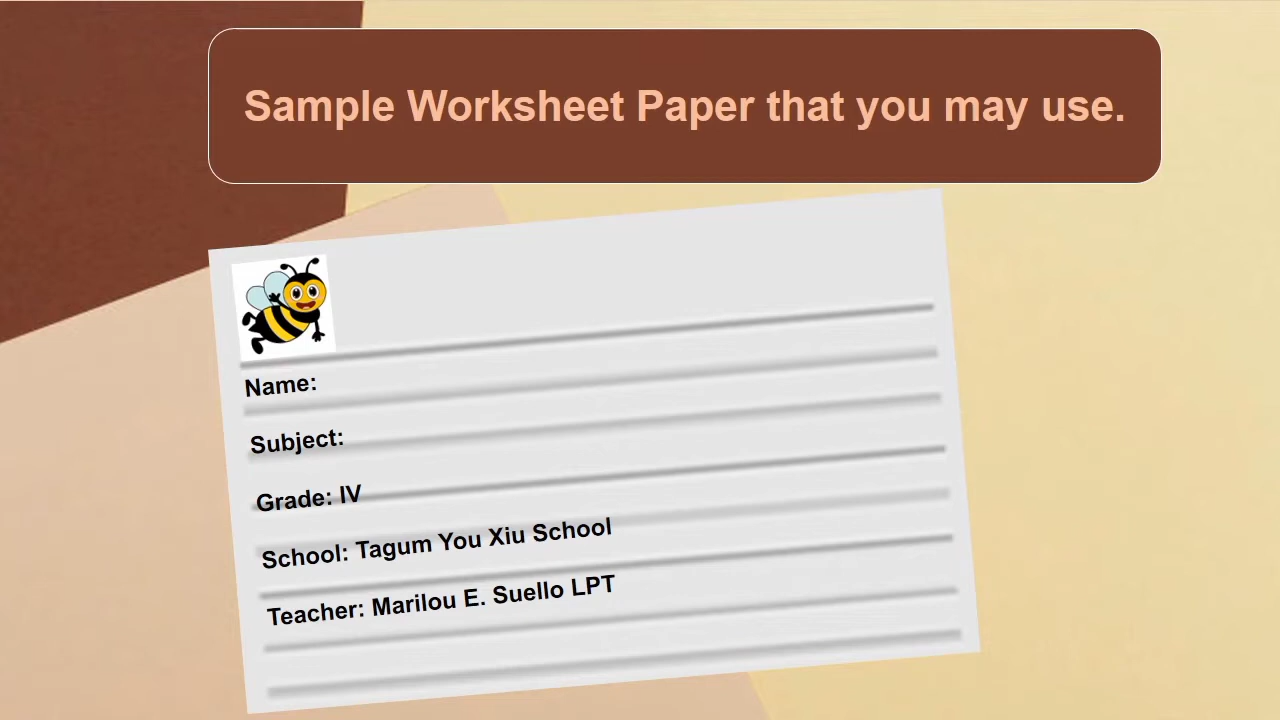 Sample Worksheet Paper that you may use.
Name:
Subject:
Grade: IV
School: Tagum You Xiu School
Teacher: Marilou E. Suello LPT